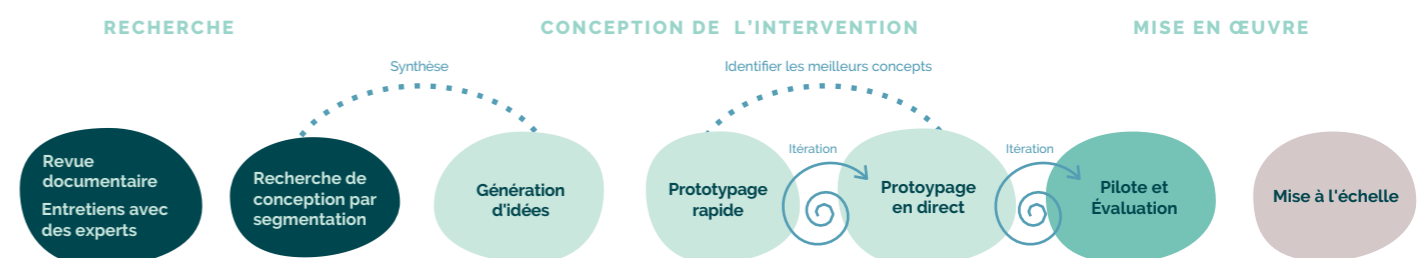 RECHERCHE
CONCEPTION DE L'INTERVENTION
MISE EN ŒUVRE
Synthèse
Identifier les meilleurs concepts
Revue
documentaire
Entretiens avec
des experts
Recherche de
conception par
segmentation
Génération
d'idées
Prototypage
rapide
Itération
Protoypage
en direct
Itération
Pilote et
Évaluation
Mise à l'échelle